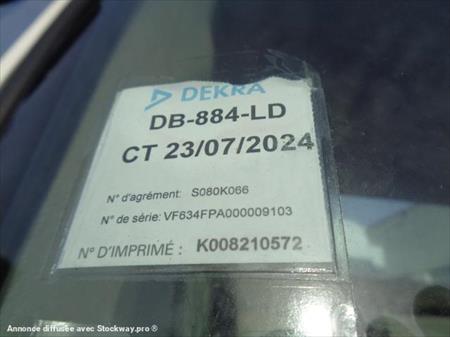 DEKRA
DB-884-LD
CT 23/07/2024
N° d'agrément: S080K066
N° de série: VF634FPA000009103
N° D'IMPRIMÉ : K008210572
Annonce diffusée avec Stockway.pro ®